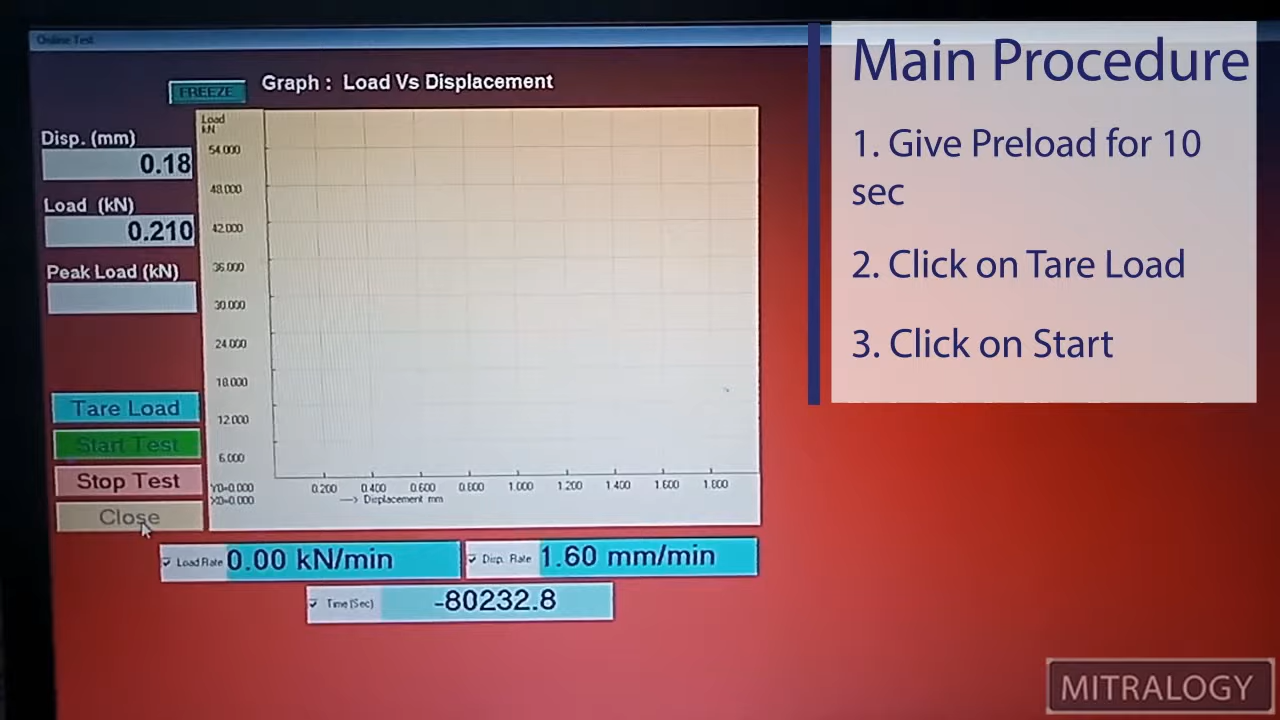 Online Test
FREEZE
Graph : Load Vs Displacement
Main Procedure
1. Give Preload for 10
sec
2. Click on Tare Load
3. Click on Start
Disp. (mm)
0.18
Load (kN)
0.210
Peak Load (kN)
Tare Load
Start Test
Stop Test
Close
Load
kN
54.000
48.000
42.000
36.000
30.000
24.000
18.000
12.000
6.000
Y0=0.000
X0=0.000
0.200 0.400 0.600 0.800 1.000 1.200 1.400 1.600 1.800
Displacement mm
Load Rate 0.00 kN/min
Disp. Rate 1.60 mm/min
Time (Sec) -80232.8
MITRALOGY